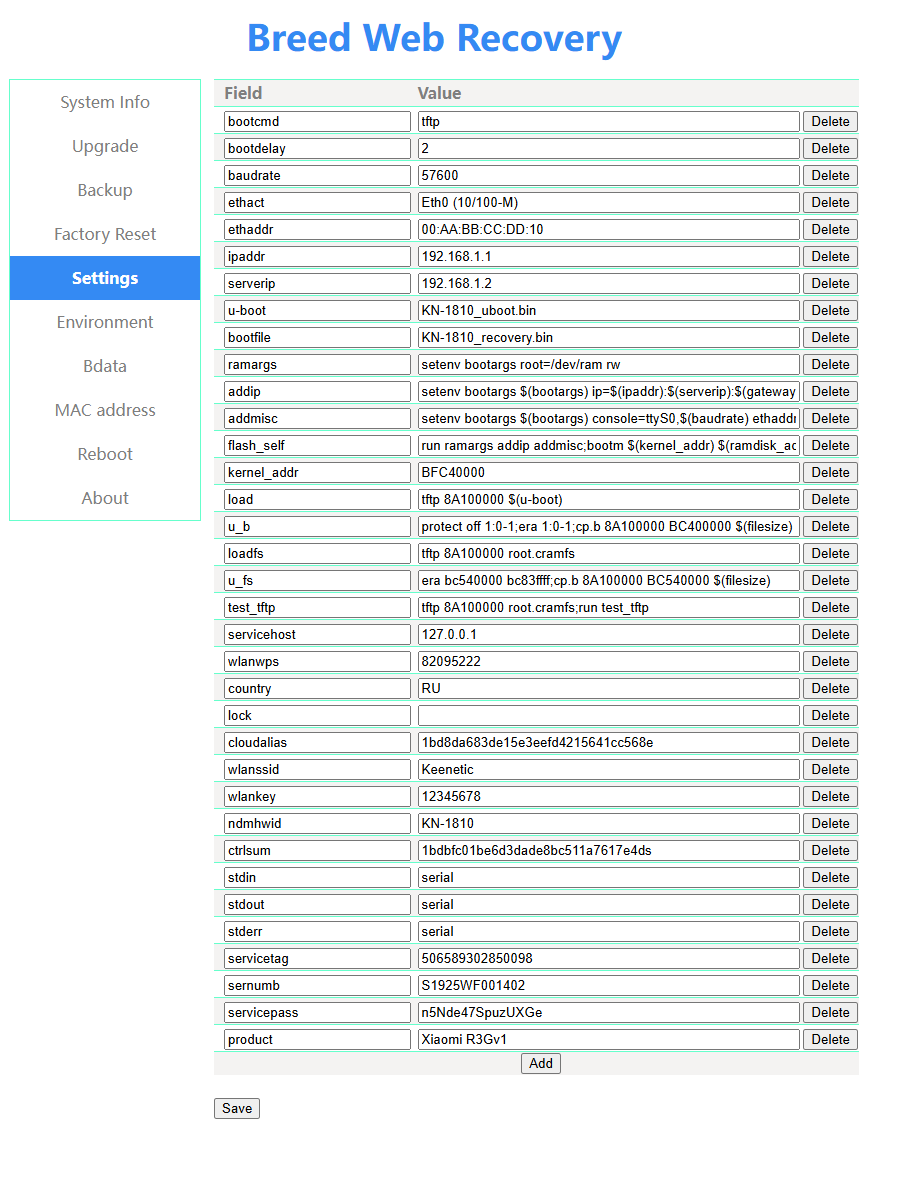 Breed Web Recovery
System Info
Upgrade
Backup
Factory Reset
Settings
Environment
Bdata
MAC address
Reboot
About
Field Value
bootcmd tftp Delete
bootdelay 2 Delete
baudrate 57600 Delete
ethact Eth0 (10/100-M) Delete
ethaddr 00:AA:BB:CC:DD:10 Delete
ipaddr 192.168.1.1 Delete
serverip 192.168.1.2 Delete
u-boot KN-1810_uboot.bin Delete
bootfile KN-1810_recovery.bin Delete
ramargs setenv bootargs root=/dev/ram rw Delete
addip setenv bootargs $(bootargs) ip=$(ipaddr):$(serverip):$(gateway Delete
addmisc setenv bootargs $(bootargs) console=ttyS0,$(baudrate) ethaddr Delete
flash_self run ramargs addip addmisc;bootm $(kernel_addr) $(ramdisk_ac Delete
kernel_addr BFC40000 Delete
load tftp 8A100000 $(u-boot) Delete
u_b protect off 1:0-1;era 1:0-1;cp.b 8A100000 BC400000 $(filesize) Delete
loadfs tftp 8A100000 root.cramfs Delete
u_fs era bc540000 bc83ffff;cp.b 8A100000 BC540000 $(filesize) Delete
test_tftp tftp 8A100000 root.cramfs;run test_tftp Delete
servicehost 127.0.0.1 Delete
wlanwps 82095222 Delete
country RU Delete
lock Delete
cloudalias 1bd8da683de15e3eefd4215641cc568e Delete
wlanssid Keenetic Delete
wlankey 12345678 Delete
ndmhwid KN-1810 Delete
ctrlsum 1bdbfc01be6d3dade8bc511a7617e4ds Delete
stdin serial Delete
stdout serial Delete
stderr serial Delete
servicetag 506589302850098 Delete
sernumb S1925WF001402 Delete
servicepass n5Nde47SpuzUXGe Delete
product Xiaomi R3Gv1 Delete
Add
Save